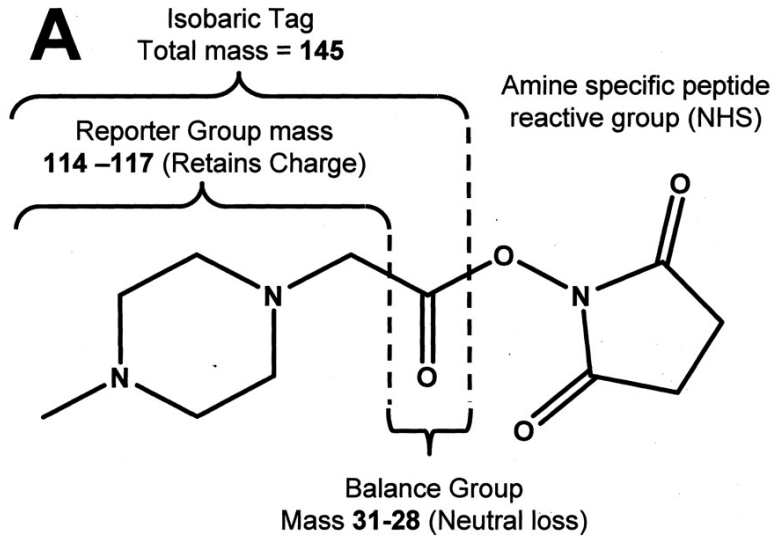 A
Isobaric Tag
Total mass = 145
Amine specific peptide
reactive group (NHS)
Reporter Group mass
114 –117 (Retains Charge)
O
O
N
N
O
N
O
Balance Group
Mass 31-28 (Neutral loss)